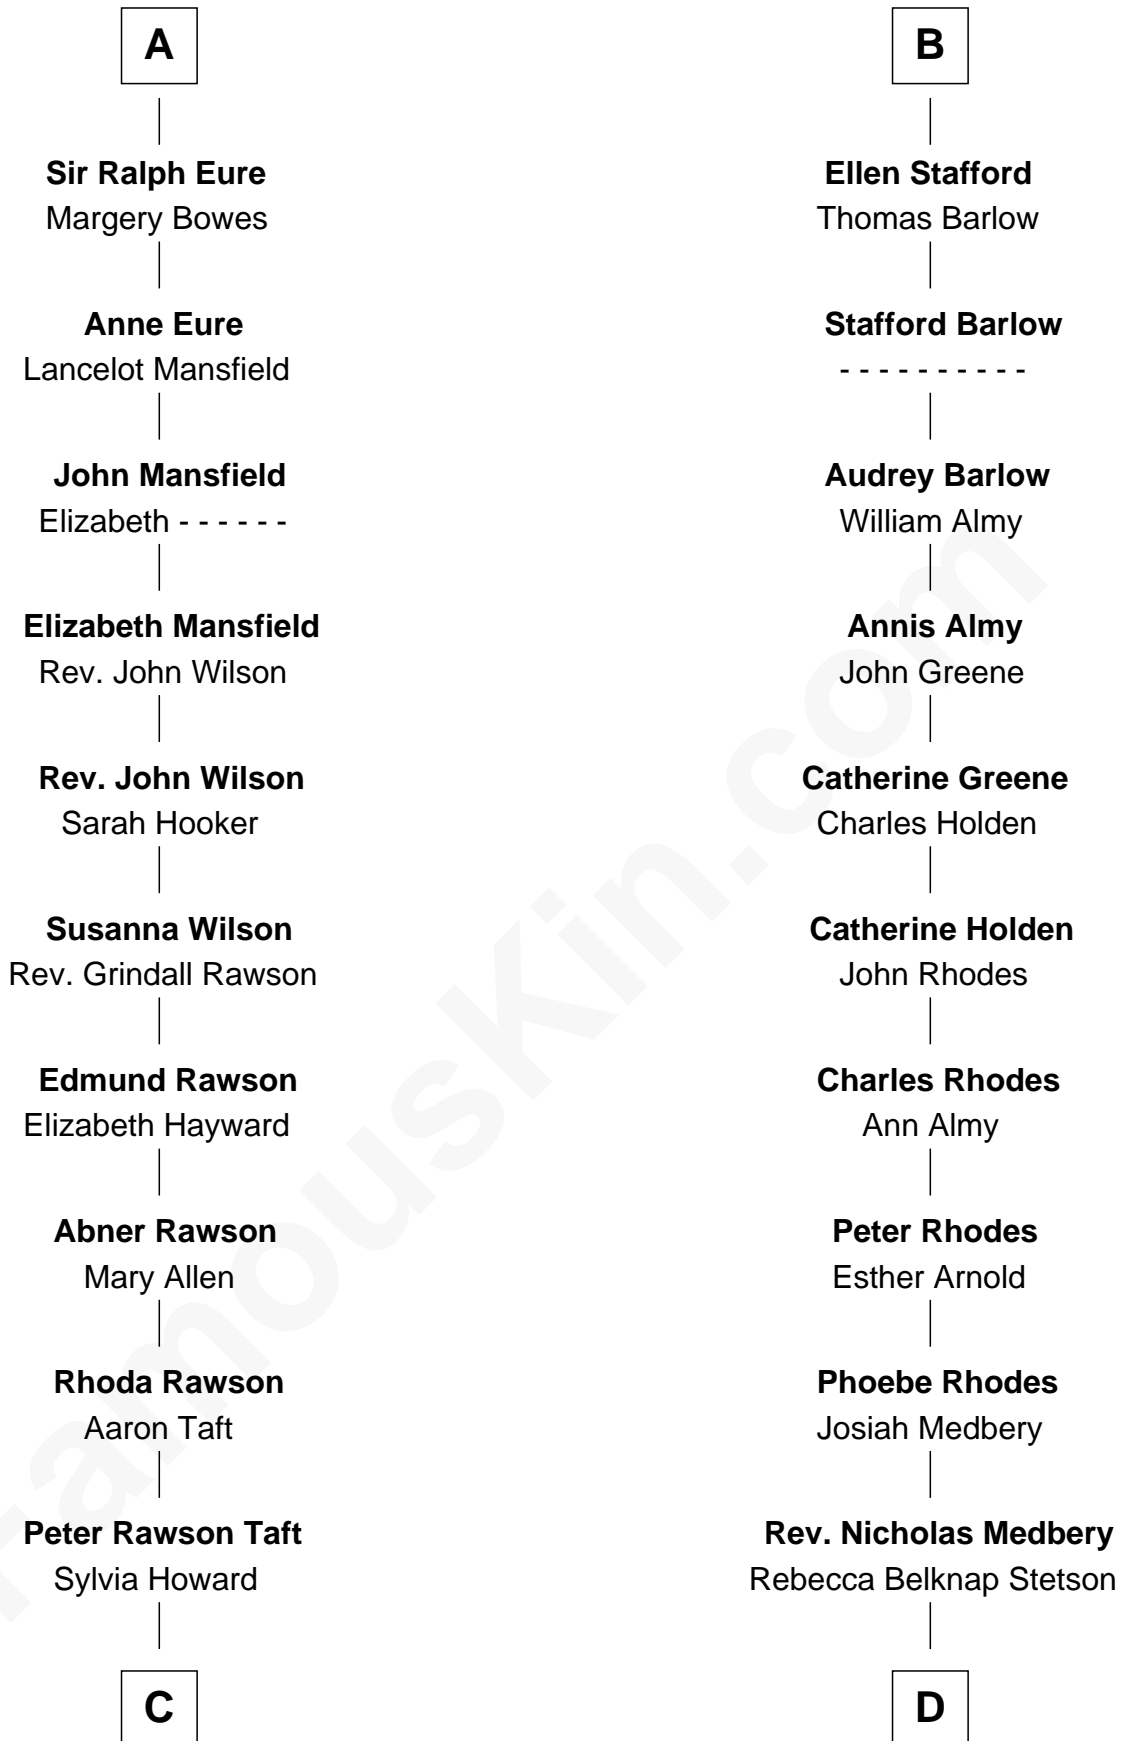 A
Sir Ralph Eure
Margery Bowes
Anne Eure
Lancelot Mansfield
John Mansfield
Elizabeth - - - - - -
Elizabeth Mansfield
Rev. John Wilson
Rev. John Wilson
Sarah Hooker
Susanna Wilson
Rev. Grindall Rawson
Edmund Rawson
Elizabeth Hayward
Abner Rawson
Mary Allen
Rhoda Rawson
Aaron Taft
Peter Rawson Taft
Sylvia Howard
C
B
Ellen Stafford
Thomas Barlow
Stafford Barlow
- - - - - - - - - -
Audrey Barlow
William Almy
Annis Almy
John Greene
Catherine Greene
Charles Holden
Catherine Holden
John Rhodes
Charles Rhodes
Ann Almy
Peter Rhodes
Esther Arnold
Phoebe Rhodes
Josiah Medbery
Rev. Nicholas Medbery
Rebecca Belknap Stetson
D
FamousKin.com